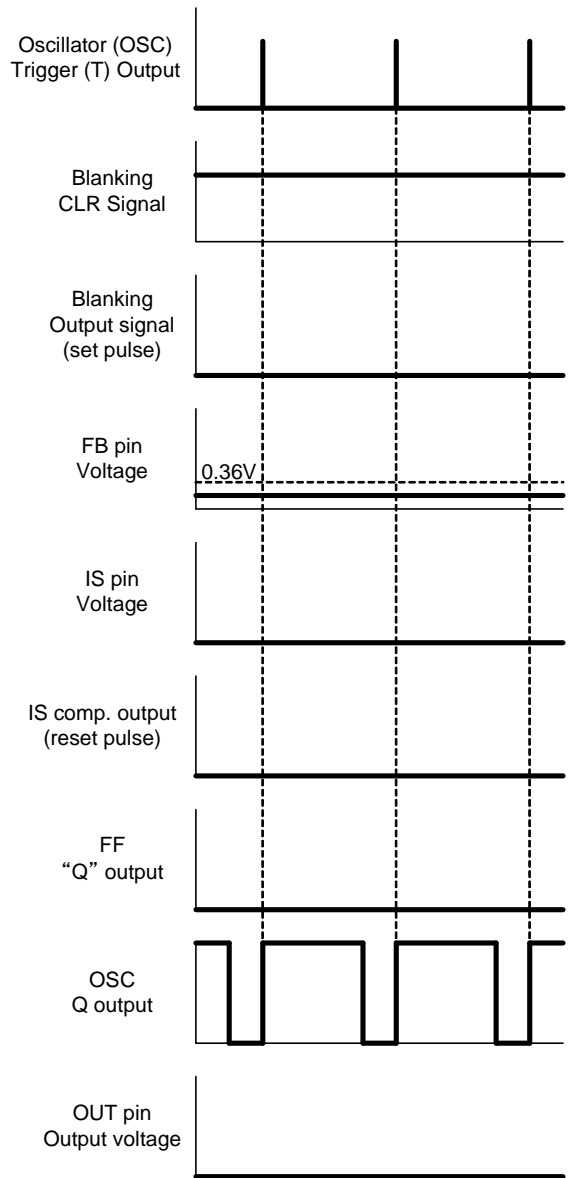 Oscillator (OSC)
Trigger (T) Output
Blanking
CLR Signal
Blanking
Output signal
(set pulse)
FB pin
Voltage
0.36V
IS pin
Voltage
IS comp. output
(reset pulse)
FF
“Q” output
OSC
Q output
OUT pin
Output voltage